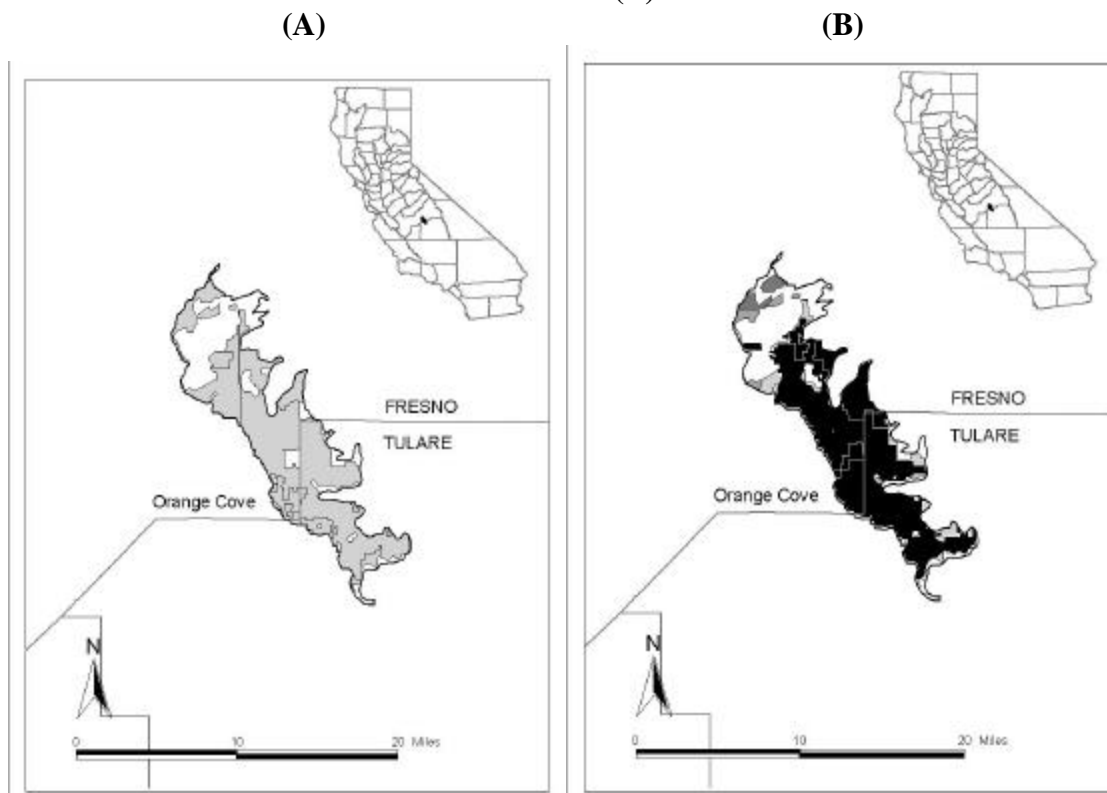 (A)
(B)
FRESNO
TULARE
Orange Cove
N
0 10 20 Miles
FRESNO
TULARE
Orange Cove
N
0 10 20 Miles